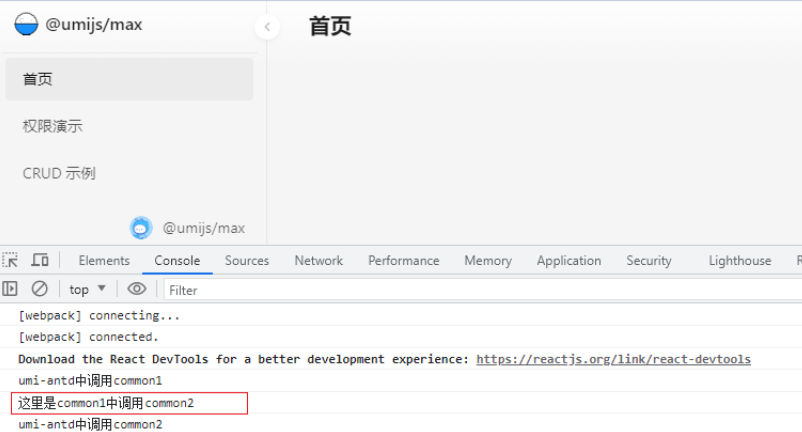 @umijs/max
首页
首页
权限演示
CRUD 示例
@umijs/max
Elements Console Sources Network Performance Memory Application Security Lighthouse
top Filter
[webpack] connecting...
[webpack] connected.
Download the React DevTools for a better development experience: https://reactjs.org/link/react-devtools
umi-antd中调用common1
这里是common1中调用common2
umi-antd中调用common2